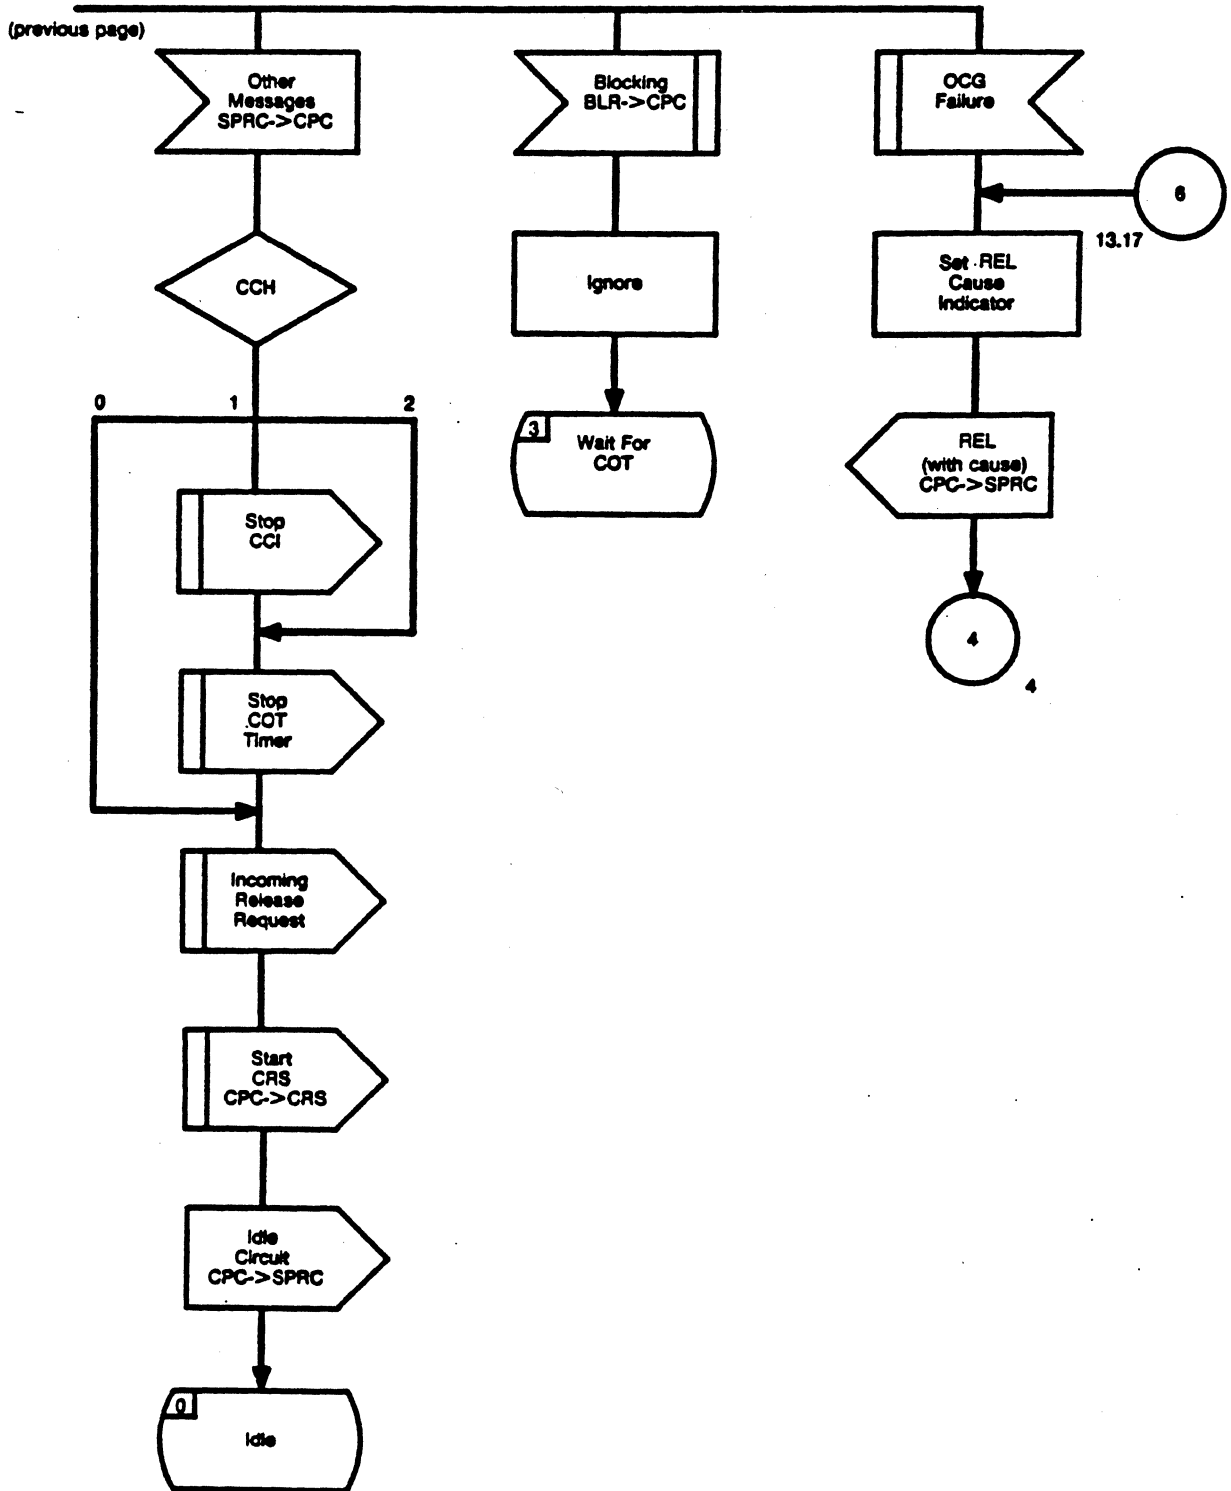 (previous page)
Other
Messages
SPRC->CPC
Blocking
BLR->CPC
OCG
Failure
6
13.17
CCH
Ignore
Set REL
Cause
Indicator
0
1
2
3
Wait For
COT
REL
(with cause)
CPC->SPRC
Stop
CCI
4
4
Stop
COT
Timer
Incoming
Release
Request
Start
CRS
CPC->CRS
Idle
Circuit
CPC->SPRC
0
Idle